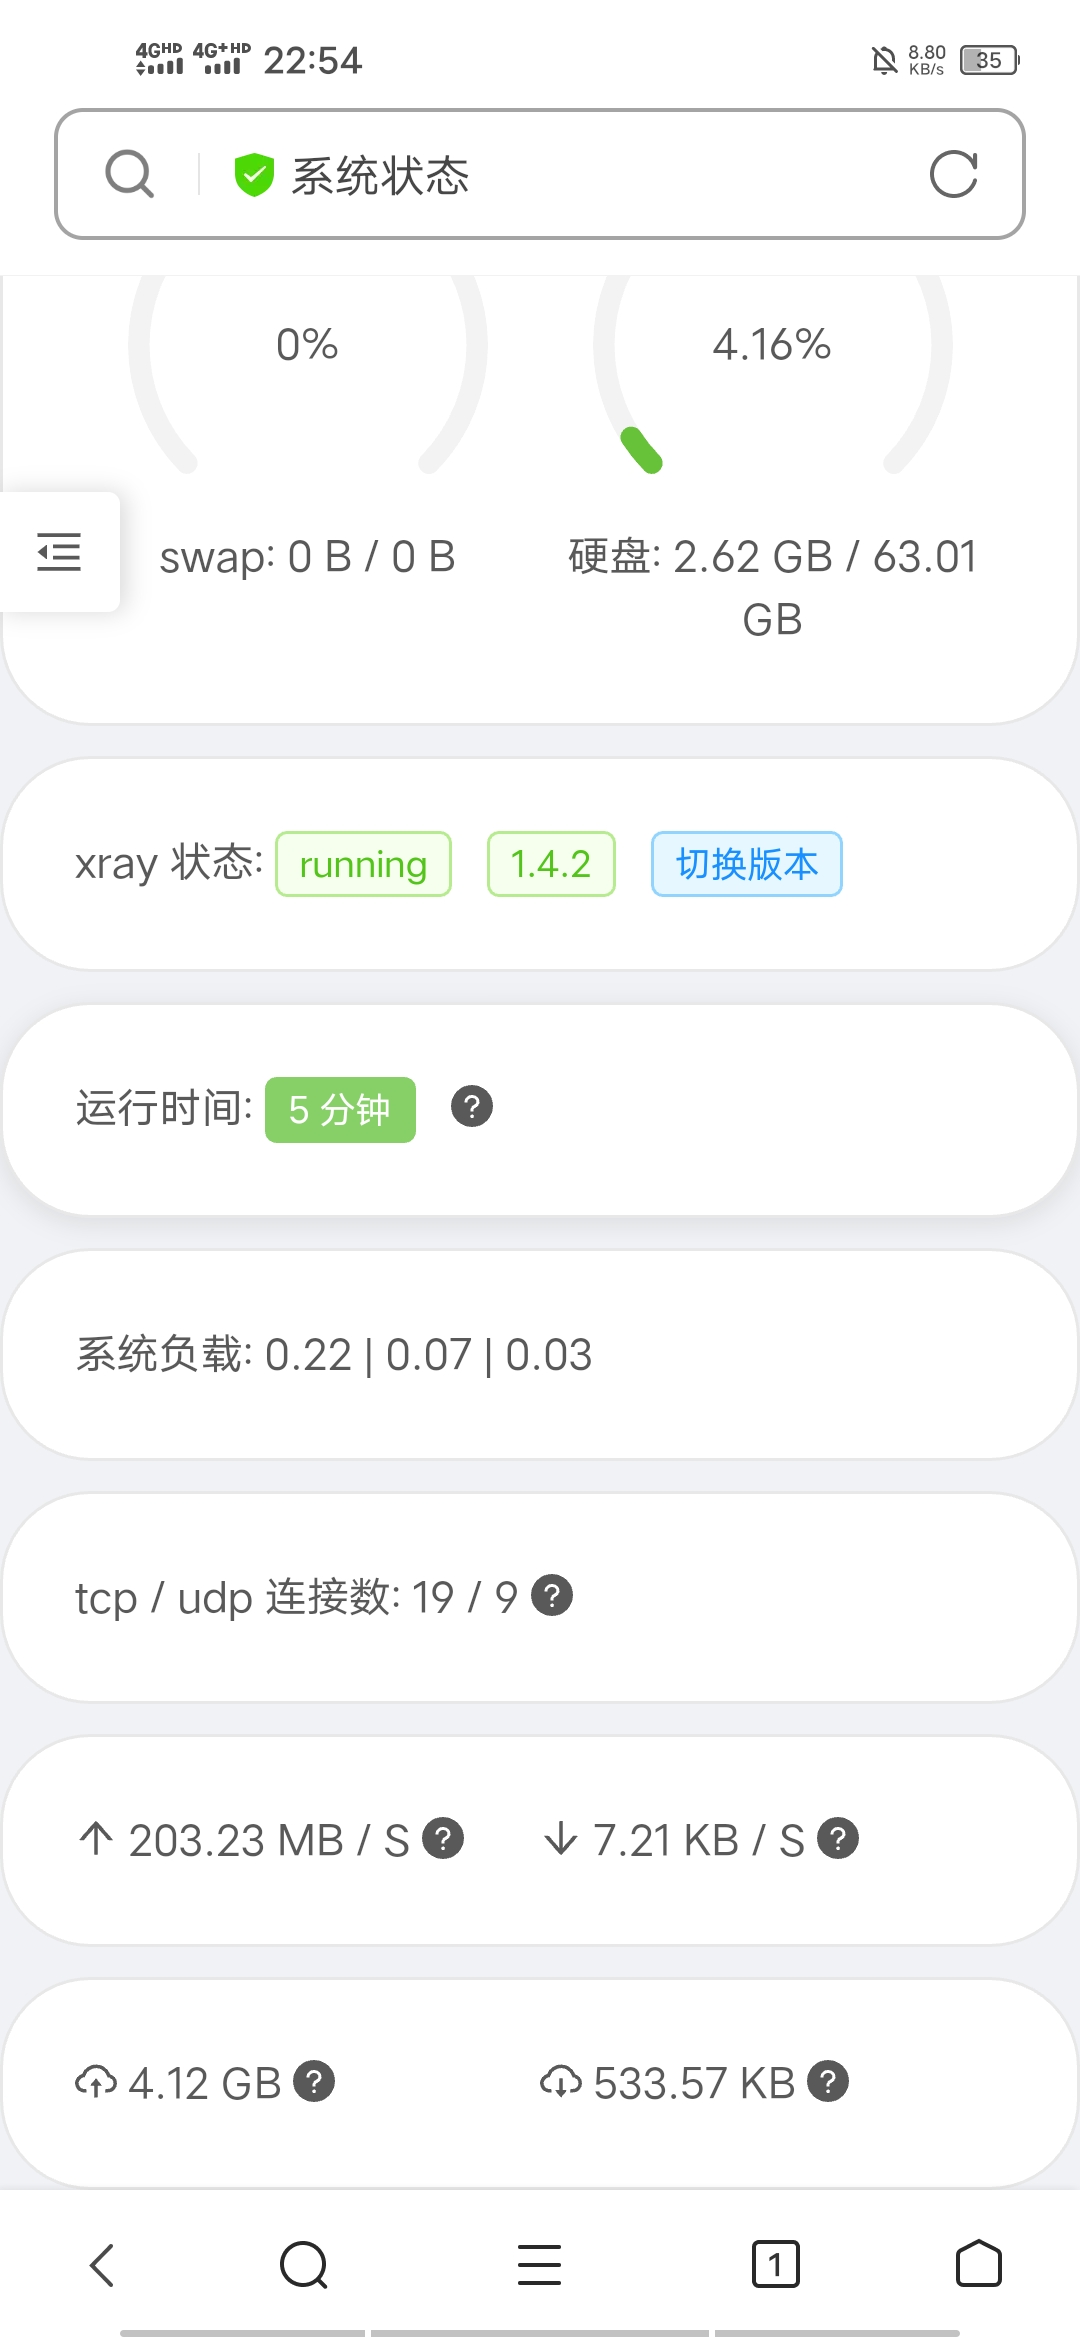 4GHD 4G+HD 22:54 8.80 KB/s 35
系统状态
0% 4.16%
swap: 0 B / 0 B 硬盘: 2.62 GB / 63.01
GB
xray 状态: running 1.4.2 切换版本
运行时间: 5 分钟 ?
系统负载: 0.22 | 0.07 | 0.03
tcp / udp 连接数: 19 / 9 ?
↑ 203.23 MB / S ? ↓ 7.21 KB / S ?
4.12 GB ? 533.57 KB ?
1